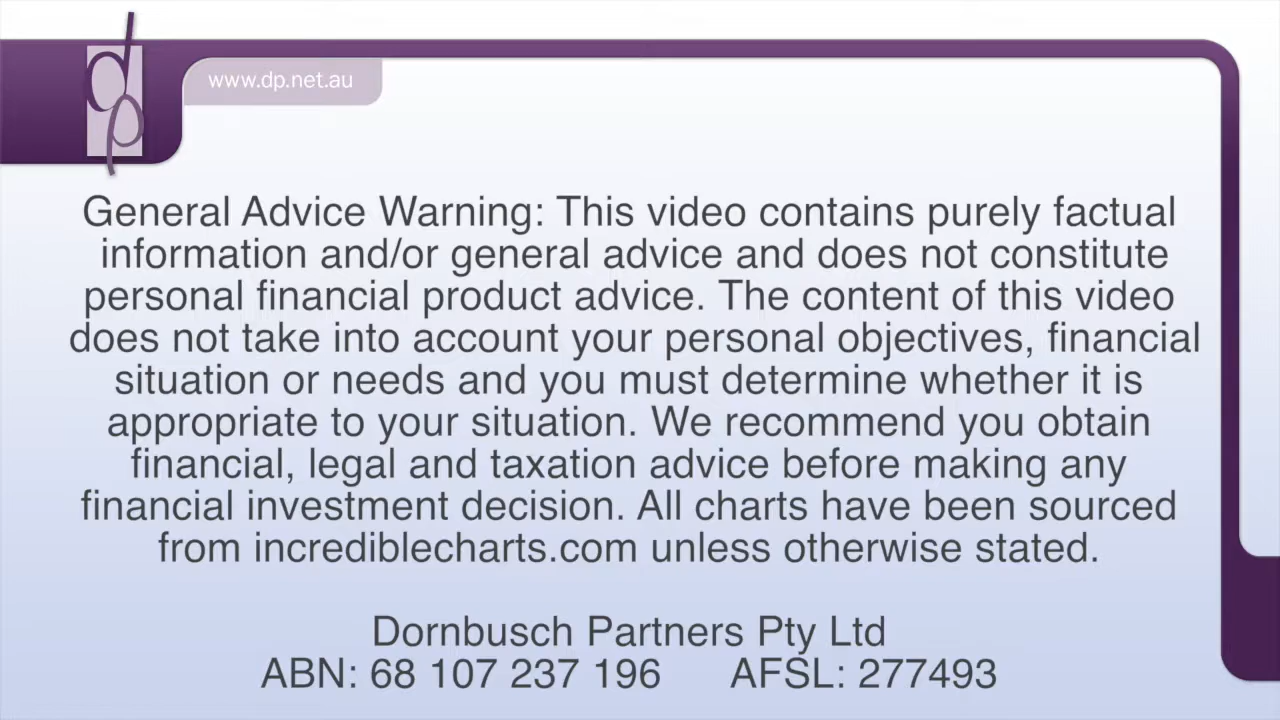 dp
www.dp.net.au
General Advice Warning: This video contains purely factual
information and/or general advice and does not constitute
personal financial product advice. The content of this video
does not take into account your personal objectives, financial
situation or needs and you must determine whether it is
appropriate to your situation. We recommend you obtain
financial, legal and taxation advice before making any
financial investment decision. All charts have been sourced
from incrediblecharts.com unless otherwise stated.
Dornbusch Partners Pty Ltd
ABN: 68 107 237 196 AFSL: 277493